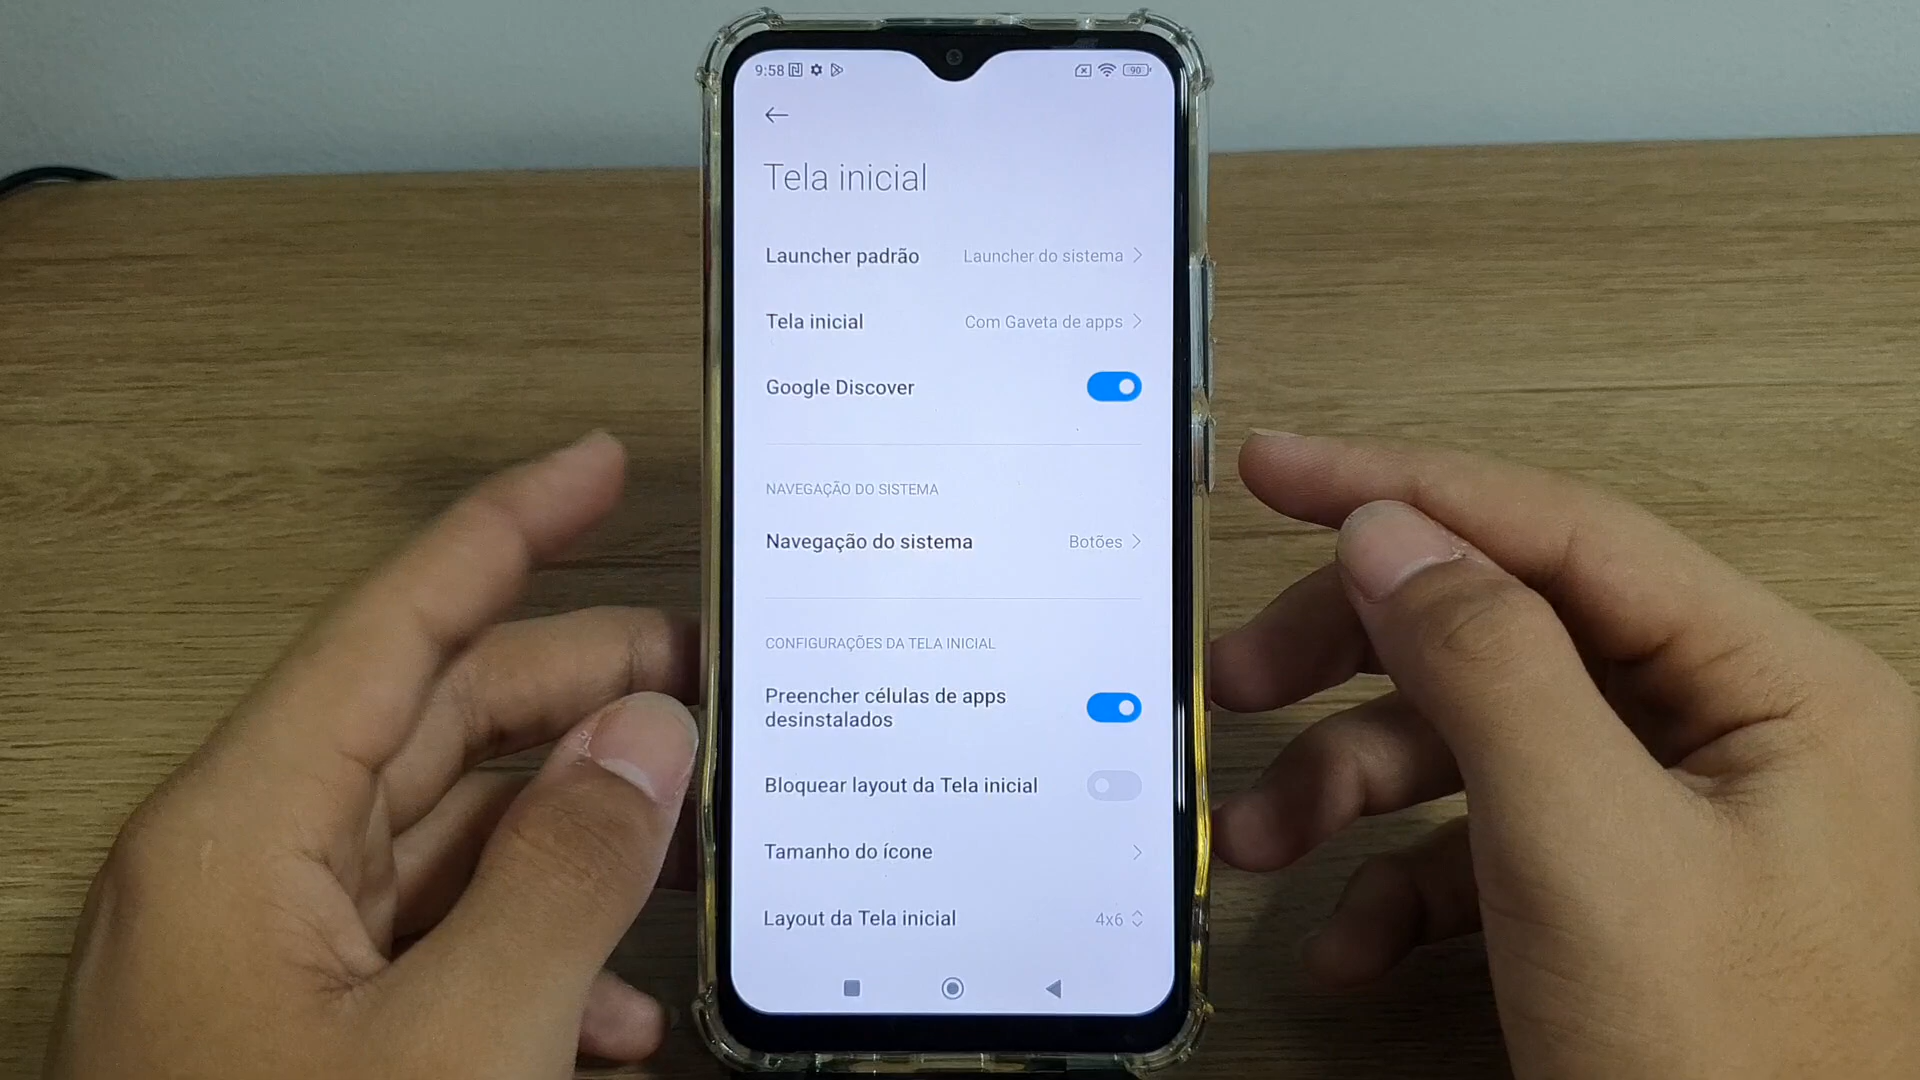 9:58 90
Tela inicial
Launcher padrão Launcher do sistema
Tela inicial Com Gaveta de apps
Google Discover
NAVEGAÇÃO DO SISTEMA
Navegação do sistema Botões
CONFIGURAÇÕES DA TELA INICIAL
Preencher células de apps
desinstalados
Bloquear layout da Tela inicial
Tamanho do ícone
Layout da Tela inicial 4x6